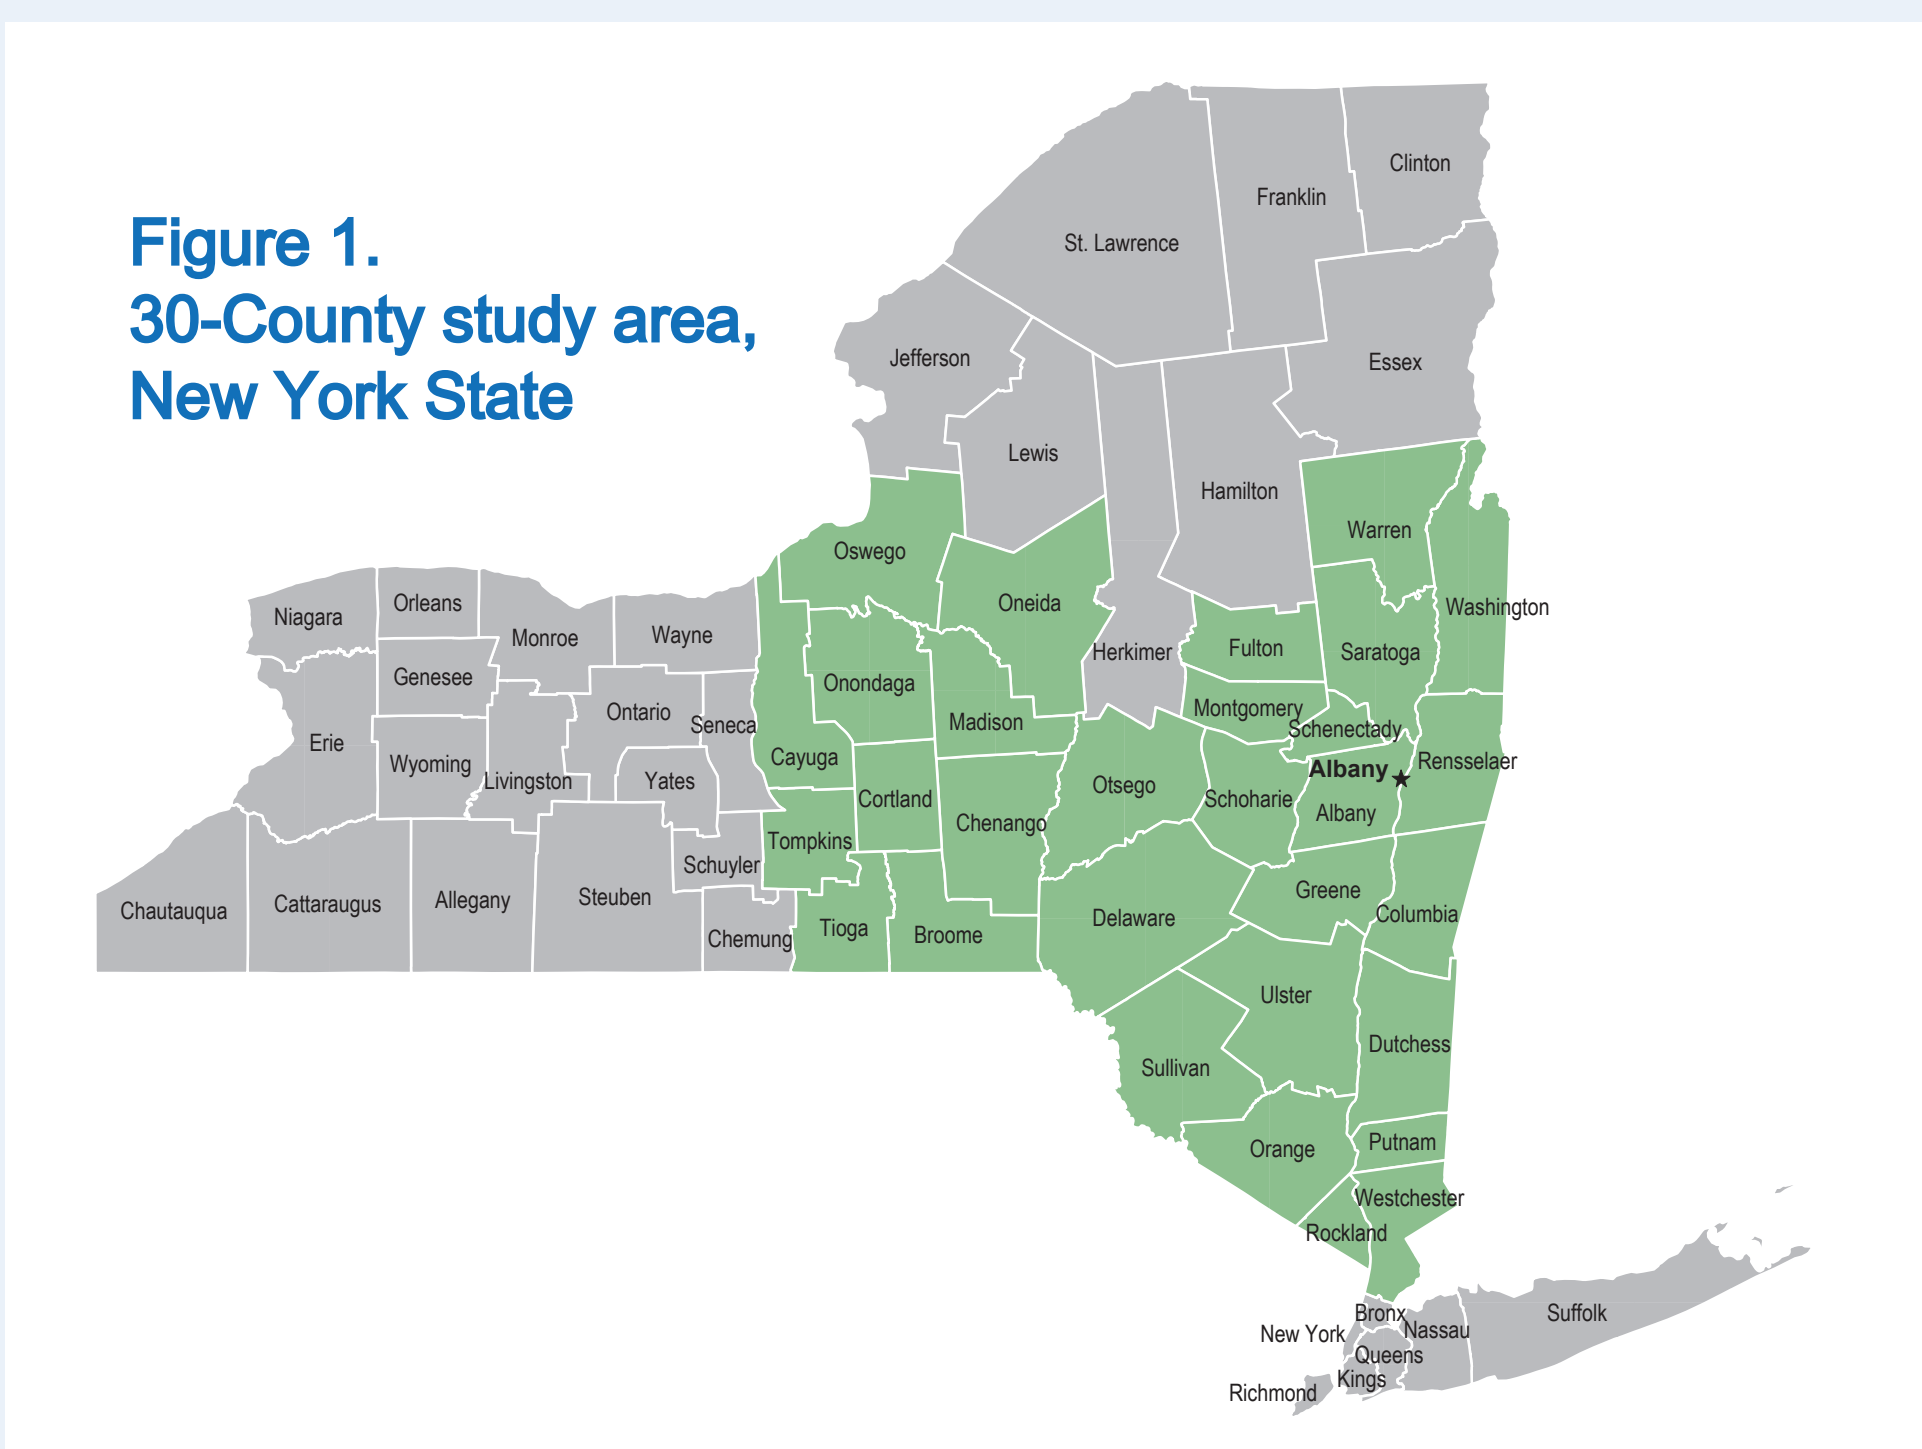 Figure 1.
30-County study area,
New York State
Clinton
Franklin
St. Lawrence
Jefferson
Essex
Lewis
Hamilton
Warren
Oswego
Oneida
Washington
Niagara
Orleans
Monroe
Wayne
Herkimer
Fulton
Saratoga
Genesee
Onondaga
Ontario
Seneca
Madison
Montgomery
Schenectady
Erie
Wyoming
Livingston
Yates
Cayuga
Cortland
Otsego
Schoharie
Albany
Rensselaer
Albany
Chenango
Tompkins
Schuyler
Chautauqua
Cattaraugus
Allegany
Steuben
Chemung
Tioga
Broome
Delaware
Greene
Columbia
Ulster
Dutchess
Sullivan
Orange
Putnam
Westchester
Rockland
Bronx
New York
Nassau
Suffolk
Queens
Kings
Richmond